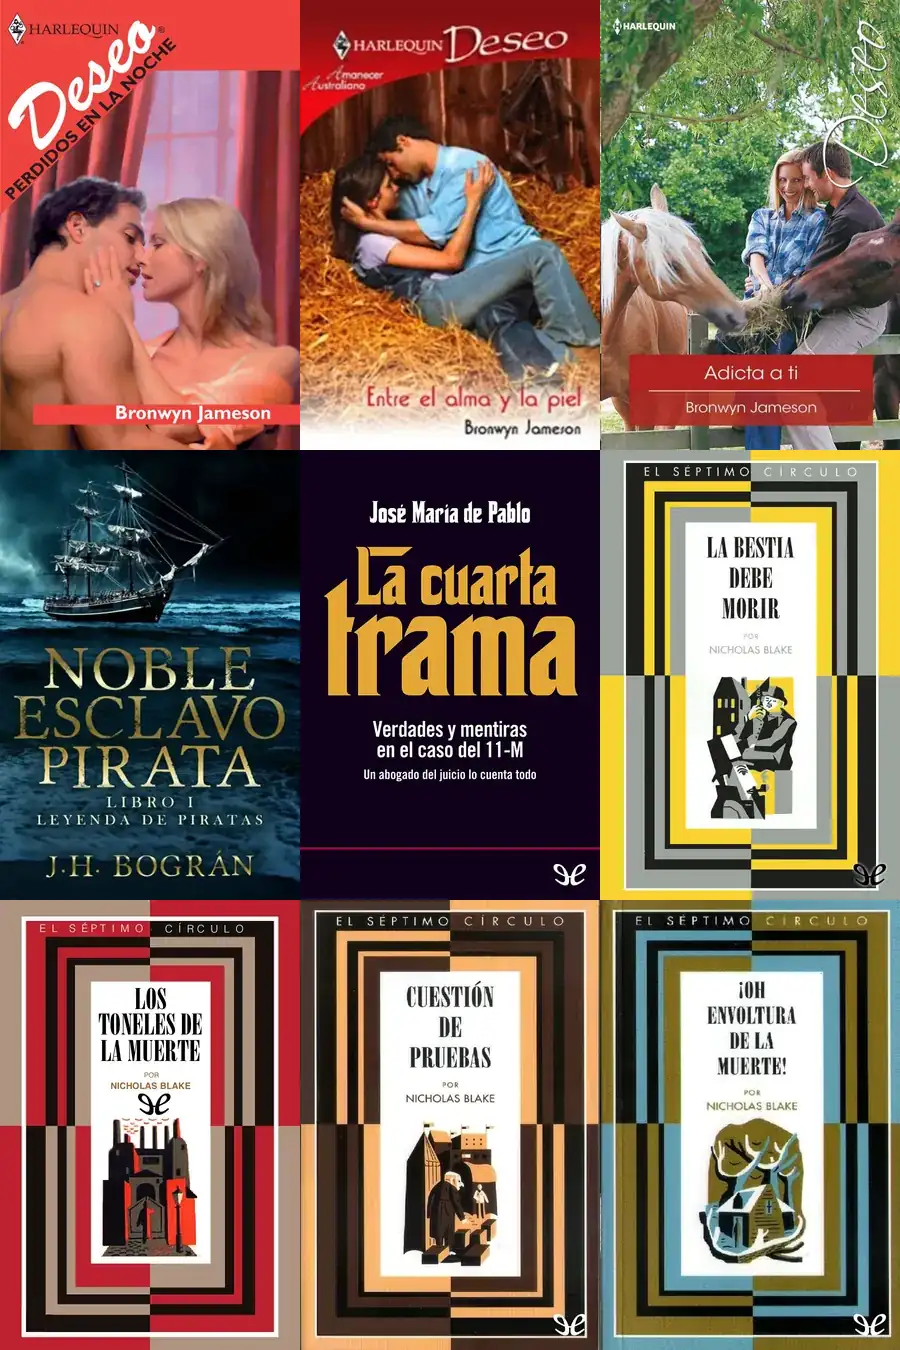 HARLEQUIN
Deseo®
PERDIDOS EN LA NOCHE
Bronwyn Jameson
HARLEQUIN Deseo
Amanecer
Australiano
Entre el alma y la piel
Bronwyn Jameson
HARLEQUIN
Deseo
Adicta a ti
Bronwyn Jameson
NOBLE
ESCLAVO
PIRATA
LIBRO I
LEYENDA DE PIRATAS
J.H. BOGRÁN
José María de Pablo
La cuarta
trama
Verdades y mentiras
en el caso del 11-M
Un abogado del juicio lo cuenta todo
EL SÉPTIMO CÍRCULO
LA BESTIA
DEBE
MORIR
POR
NICHOLAS BLAKE
EL SÉPTIMO CÍRCULO
LOS
TONELES DE
LA MUERTE
POR
NICHOLAS BLAKE
EL SÉPTIMO CÍRCULO
CUESTIÓN
DE
PRUEBAS
POR
NICHOLAS BLAKE
EL SÉPTIMO CÍRCULO
¡OH
ENVOLTURA
DE LA
MUERTE!
POR
NICHOLAS BLAKE